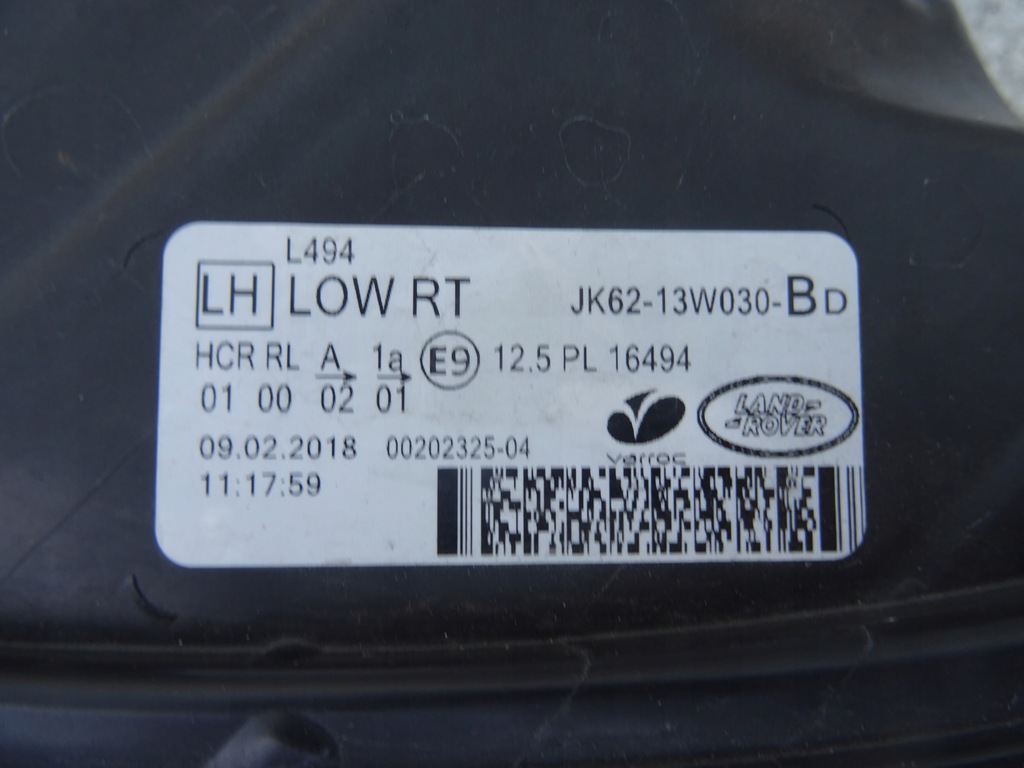 L494
LH LOW RT JK62-13W030-BD
HCR RL A 1a E9 12.5 PL 16494
01 00 02 01
LAND-
-ROVER
varroc
09.02.2018 00202325-04
11:17:59